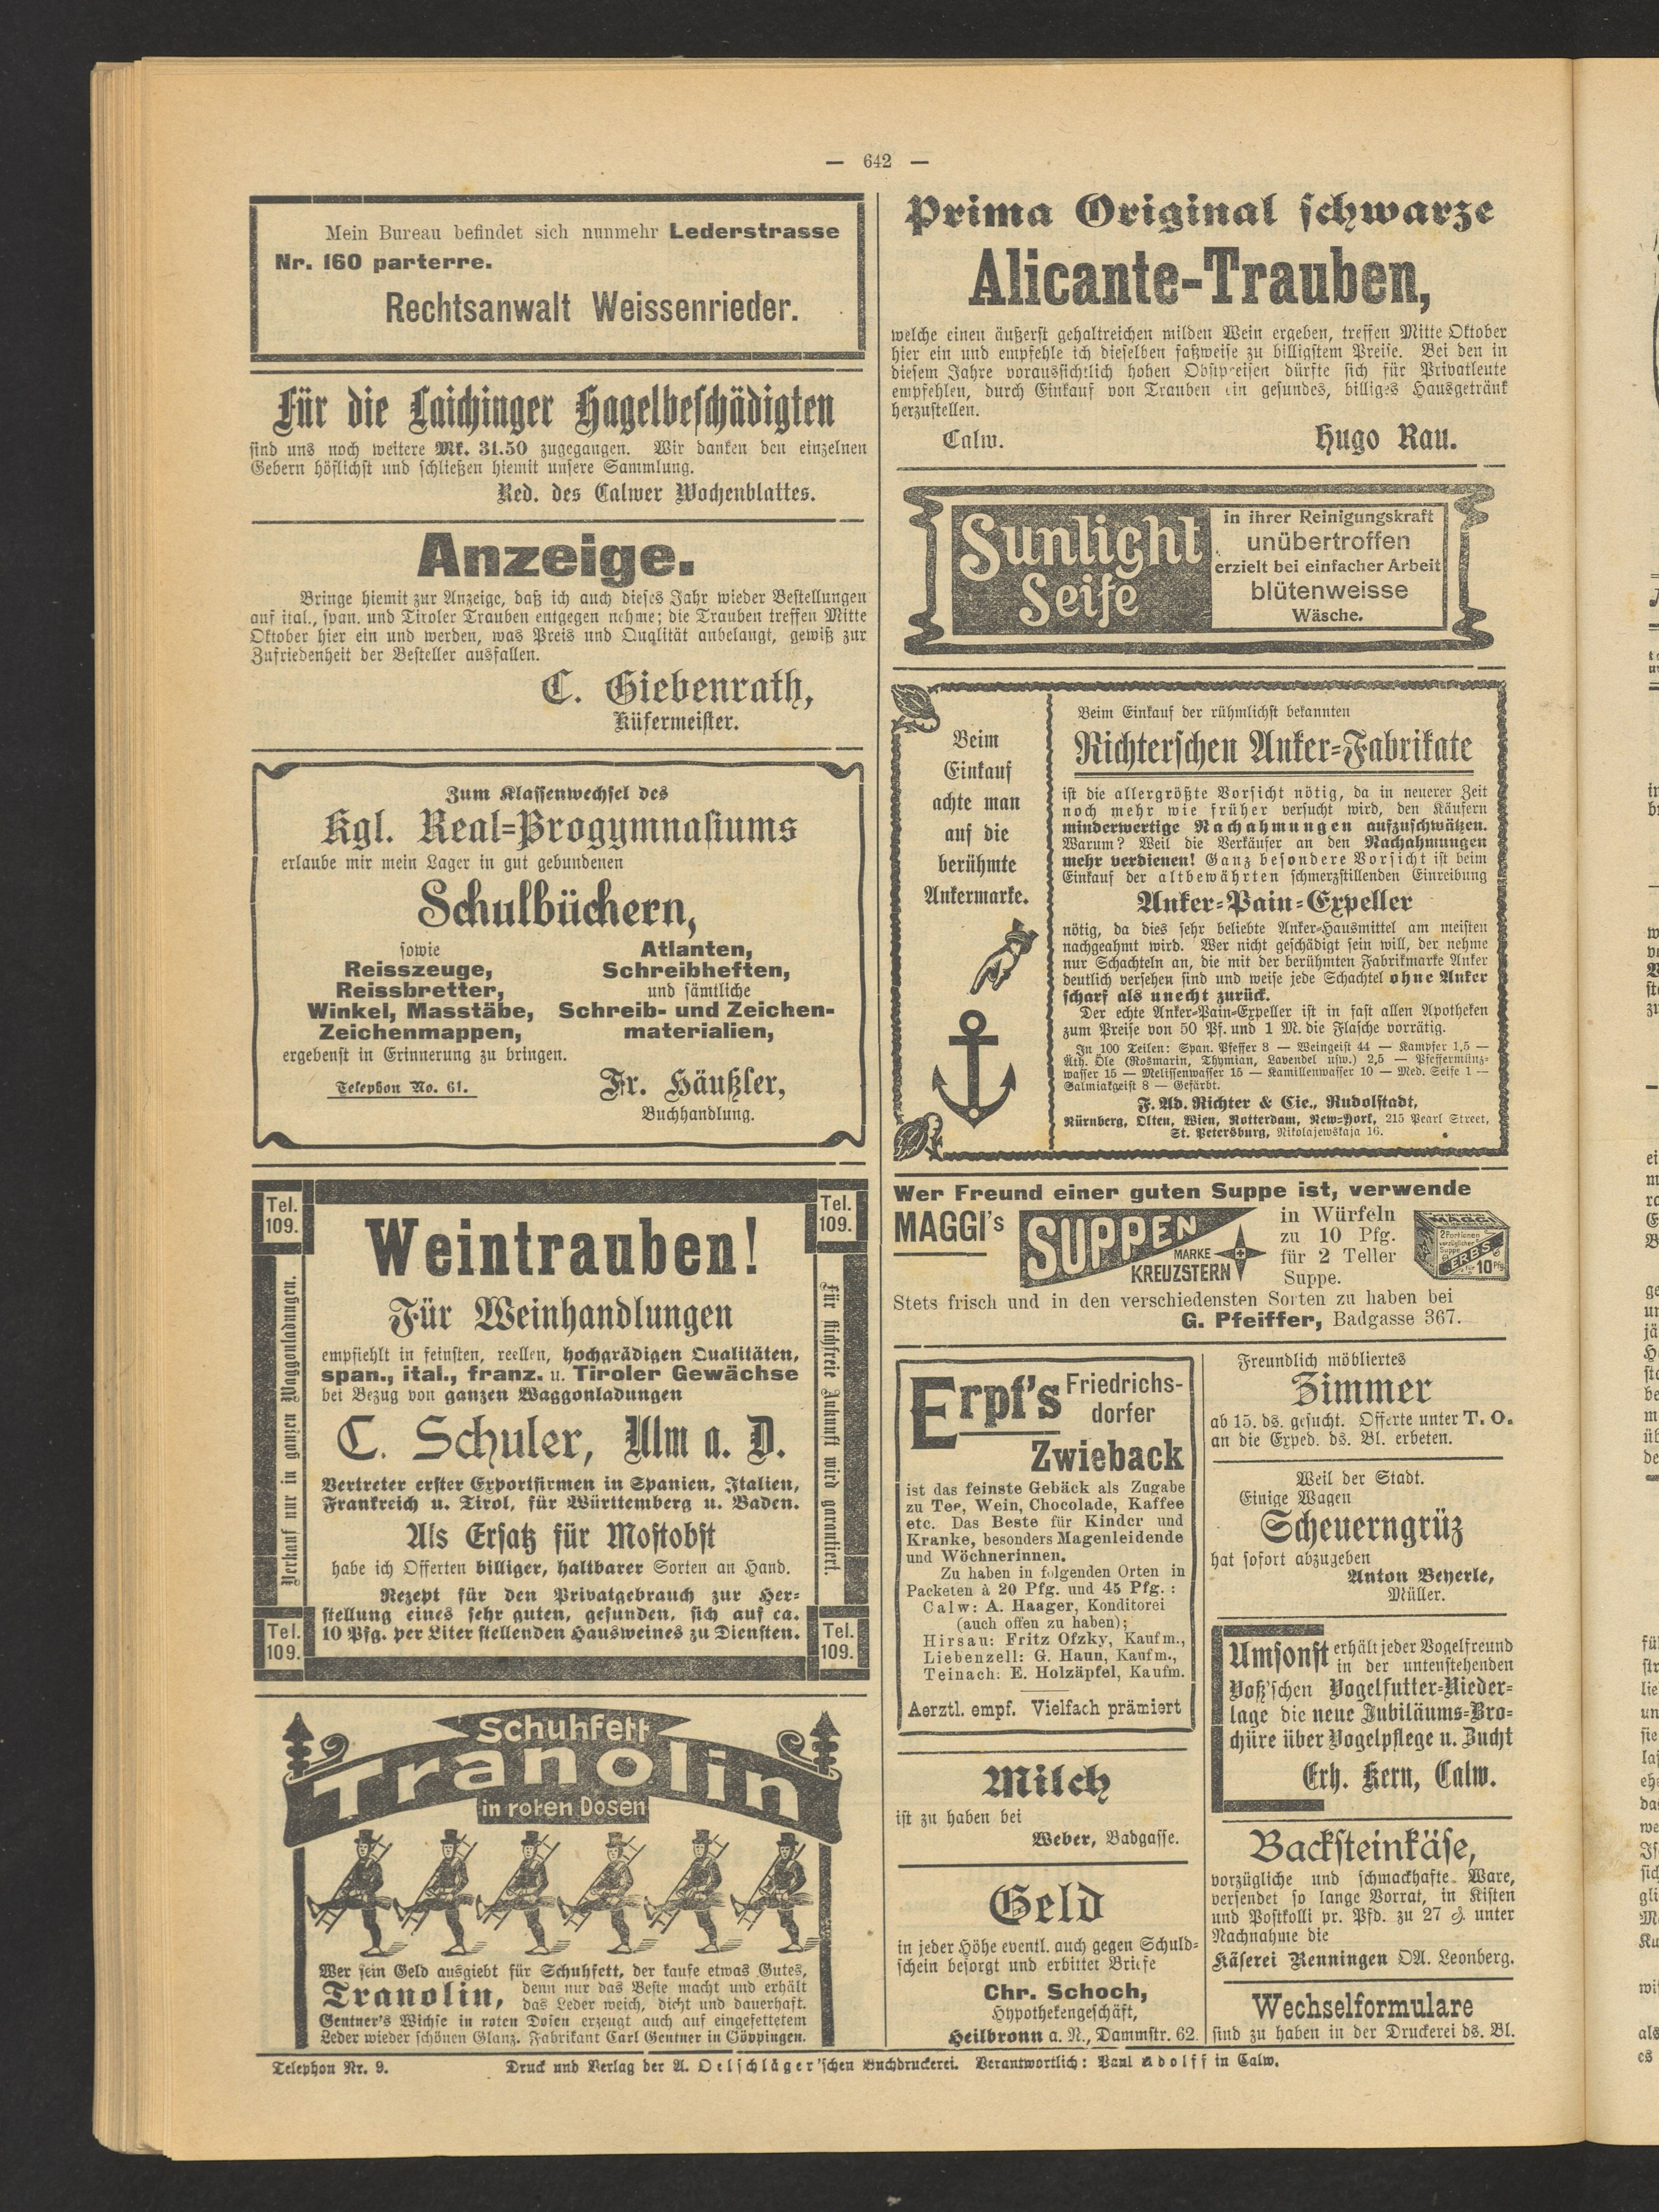 — 642 —
Mein Bureau befindet sich nunmehr Lederstrasse
Nr. 160 parterre.
Rechtsanwalt Weissenrieder.
Für die Laichinger Hagelbeschädigten
sind uns noch weitere Mk. 31.50 zugegangen. Wir danken den einzelnen
Gebern höflichst und schließen hiemit unsere Sammlung.
Red. des Calwer Wochenblattes.
Anzeige.
Bringe hiemit zur Anzeige, daß ich auch dieses Jahr wieder Bestellungen
auf ital., span. und Tiroler Trauben entgegen nehme; die Trauben treffen Mitte
Oktober hier ein und werden, was Preis und Qualität anbelangt, gewiß zur
Zufriedenheit der Besteller ausfallen.
C. Giebenrath,
Küfermeister.
Zum Klassenwechsel des
Kgl. Real-Progymnasiums
erlaube mir mein Lager in gut gebundenen
Schulbüchern,
sowie
Reisszeuge,
Reissbretter,
Winkel, Masstäbe,
Zeichenmappen,
Atlanten,
Schreibheften,
und sämtliche
Schreib- und Zeichen-
materialien,
ergebenst in Erinnerung zu bringen.
Telephon No. 61.
Fr. Häußler,
Buchhandlung.
Tel.
109.
Tel.
109.
Verkauf nur in ganzen Waggonladungen.
Weintrauben!
Für Weinhandlungen
empfiehlt in feinsten, reellen, hochgrädigen Qualitäten,
span., ital., franz. u. Tiroler Gewächse
bei Bezug von ganzen Waggonladungen
C. Schuler, Ulm a. D.
Vertreter erster Exportfirmen in Spanien, Italien,
Frankreich u. Tirol, für Württemberg u. Baden.
Als Ersatz für Mostobst
habe ich Offerten billiger, haltbarer Sorten an Hand.
Rezept für den Privatgebrauch zur Her-
stellung eines sehr guten, gesunden, sich auf ca.
10 Pfg. per Liter stellenden Hausweines zu Diensten.
Für stichfreie Ankunft wird garantiert.
Tel.
109.
Tel.
109.
Schuhfett
Tranolin
in roten Dosen
Wer sein Geld ausgiebt für Schuhfett, der kaufe etwas Gutes,
Tranolin, denn nur das Beste macht und erhält
das Leder weich, dicht und dauerhaft.
Gentner's Wichse in roten Dosen erzeugt auch auf eingefettetem
Leder wieder schönen Glanz. Fabrikant Carl Gentner in Göppingen.
Prima Original schwarze
Alicante-Trauben,
welche einen äußerst gehaltreichen milden Wein ergeben, treffen Mitte Oktober
hier ein und empfehle ich dieselben faßweise zu billigstem Preise. Bei den in
diesem Jahre voraussichtlich hohen Obstpreisen dürfte sich für Privatleute
empfehlen, durch Einkauf von Trauben ein gesundes, billiges Hausgetränk
herzustellen.
Calw. Hugo Rau.
Sunlight
Seife
in ihrer Reinigungskraft
unübertroffen
erzielt bei einfacher Arbeit
blütenweisse
Wäsche.
Beim
Einkauf
achte man
auf die
berühmte
Ankermarke.
Beim Einkauf der rühmlichst bekannten
Richterschen Anker-Fabrikate
ist die allergrößte Vorsicht nötig, da in neuerer Zeit
noch mehr wie früher versucht wird, den Käufern
minderwertige Nachahmungen aufzuschwätzen.
Warum? Weil die Verkäufer an den Nachahmungen
mehr verdienen! Ganz besondere Vorsicht ist beim
Einkauf der altbewährten schmerzstillenden Einreibung
Anker-Pain-Expeller
nötig, da dies sehr beliebte Anker-Hausmittel am meisten
nachgeahmt wird. Wer nicht geschädigt sein will, der nehme
nur Schachteln an, die mit der berühmten Fabrikmarke Anker
deutlich versehen sind und weise jede Schachtel ohne Anker
scharf als unecht zurück.
Der echte Anker-Pain-Expeller ist in fast allen Apotheken
zum Preise von 50 Pf. und 1 M. die Flasche vorrätig.
In 100 Teilen: Span. Pfeffer 8 — Weingeist 44 — Kampfer 1,5 —
Äth. Öle (Rosmarin, Thymian, Lavendel usw.) 2,5 — Pfeffermünz-
wasser 15 — Melissenwasser 15 — Kamillenwasser 10 — Med. Seife 1 —
Salmiakgeist 8 — Gefärbt.
F. Ad. Richter & Cie., Rudolstadt,
Nürnberg, Olten, Wien, Rotterdam, New-York, 215 Pearl Street,
St. Petersburg, Nikolajewskaja 16.
Wer Freund einer guten Suppe ist, verwende
MAGGI's
SUPPEN
MARKE
KREUZSTERN
in Würfeln
zu 10 Pfg.
für 2 Teller
Suppe.
MAGGI
2 Portionen
vorzüglicher
Suppe
ERBS
10 Pfg
Stets frisch und in den verschiedensten Sorten zu haben bei
G. Pfeiffer, Badgasse 367.
Erpf's Friedrichs-
dorfer
Zwieback
ist das feinste Gebäck als Zugabe
zu Tee, Wein, Chocolade, Kaffee
etc. Das Beste für Kinder und
Kranke, besonders Magenleidende
und Wöchnerinnen.
Zu haben in folgenden Orten in
Packeten à 20 Pfg. und 45 Pfg.:
Calw: A. Haager, Konditorei
(auch offen zu haben);
Hirsau: Fritz Ofzky, Kaufm.,
Liebenzell: G. Haun, Kaufm.,
Teinach: E. Holzäpfel, Kaufm.
Aerztl. empf. Vielfach prämiert
Milch
ist zu haben bei
Weber, Badgasse.
Geld
in jeder Höhe eventl. auch gegen Schuld-
schein besorgt und erbittet Briefe
Chr. Schoch,
Hypothekengeschäft,
Heilbronn a. N., Dammstr. 62.
Freundlich möbliertes
Zimmer
ab 15. ds. gesucht. Offerte unter T. O.
an die Exped. ds. Bl. erbeten.
Weil der Stadt.
Einige Wagen
Scheuerngrüz
hat sofort abzugeben
Anton Beyerle,
Müller.
Umsonst erhält jeder Vogelfreund
in der untenstehenden
Voß'schen Vogelfutter-Nieder-
lage die neue Jubiläums-Bro-
chüre über Vogelpflege u. Zucht
Erh. Kern, Calw.
Backsteinkäse,
vorzügliche und schmackhafte Ware,
versendet so lange Vorrat, in Kisten
und Postkolli pr. Pfd. zu 27 ₰ unter
Nachnahme die
Käserei Renningen OA. Leonberg.
Wechselformulare
sind zu haben in der Druckerei ds. Bl.
Telephon Nr. 9. Druck und Verlag der A. Oelschläger'schen Buchdruckerei. Verantwortlich: Paul Adolff in Calw.